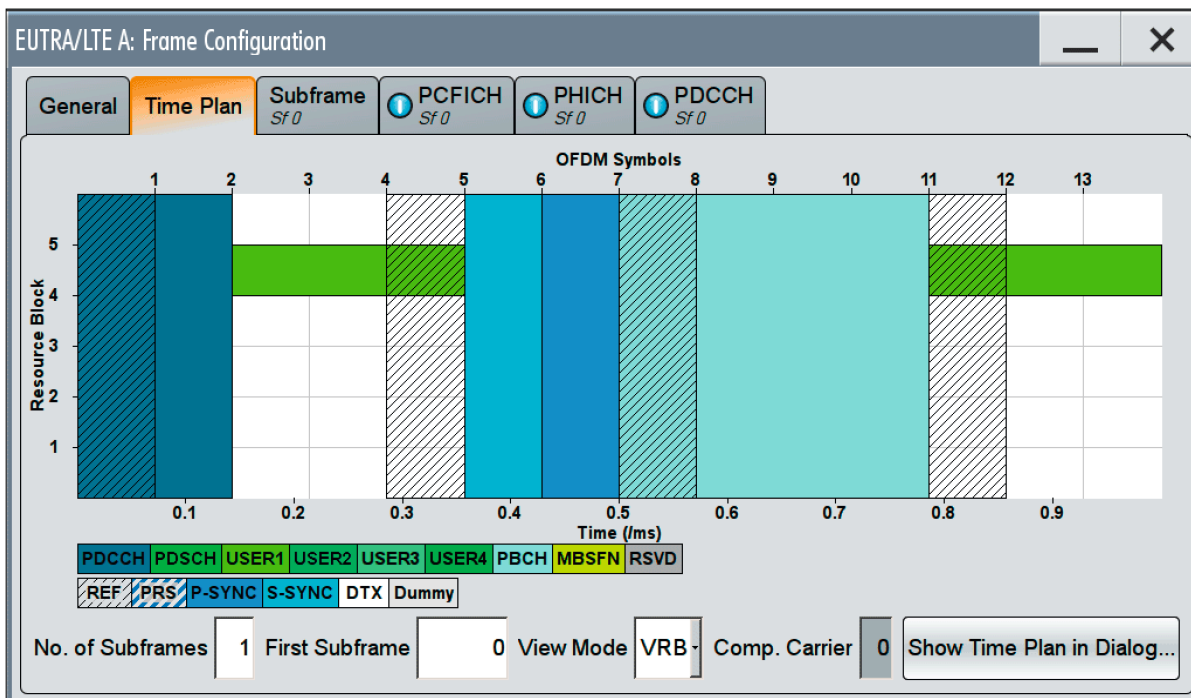 EUTRA/LTE A: Frame Configuration
General Time Plan Subframe Sf 0 PCFICH Sf 0 PHICH Sf 0 PDCCH Sf 0
OFDM Symbols
1 2 3 4 5 6 7 8 9 10 11 12 13
Resource Block
5
4
3
2
1
0.1 0.2 0.3 0.4 0.5 0.6 0.7 0.8 0.9
Time (/ms)
PDCCH PDSCH USER1 USER2 USER3 USER4 PBCH MBSFN RSVD
REF PRS P-SYNC S-SYNC DTX Dummy
No. of Subframes 1 First Subframe 0 View Mode VRB Comp. Carrier 0 Show Time Plan in Dialog...